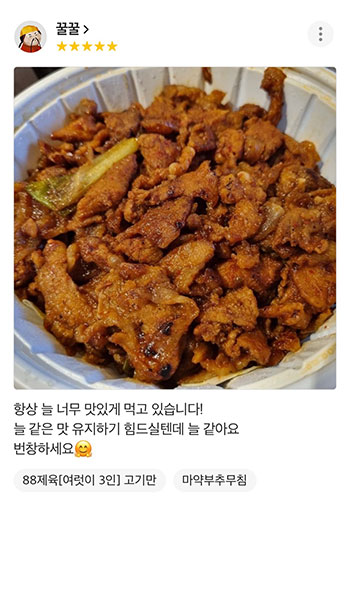 꿀꿀 >
★★★★★
항상 늘 너무 맛있게 먹고 있습니다!
늘 같은 맛 유지하기 힘드실텐데 늘 같아요
번창하세요🤗
88제육[여럿이 3인] 고기만
마약부추무침